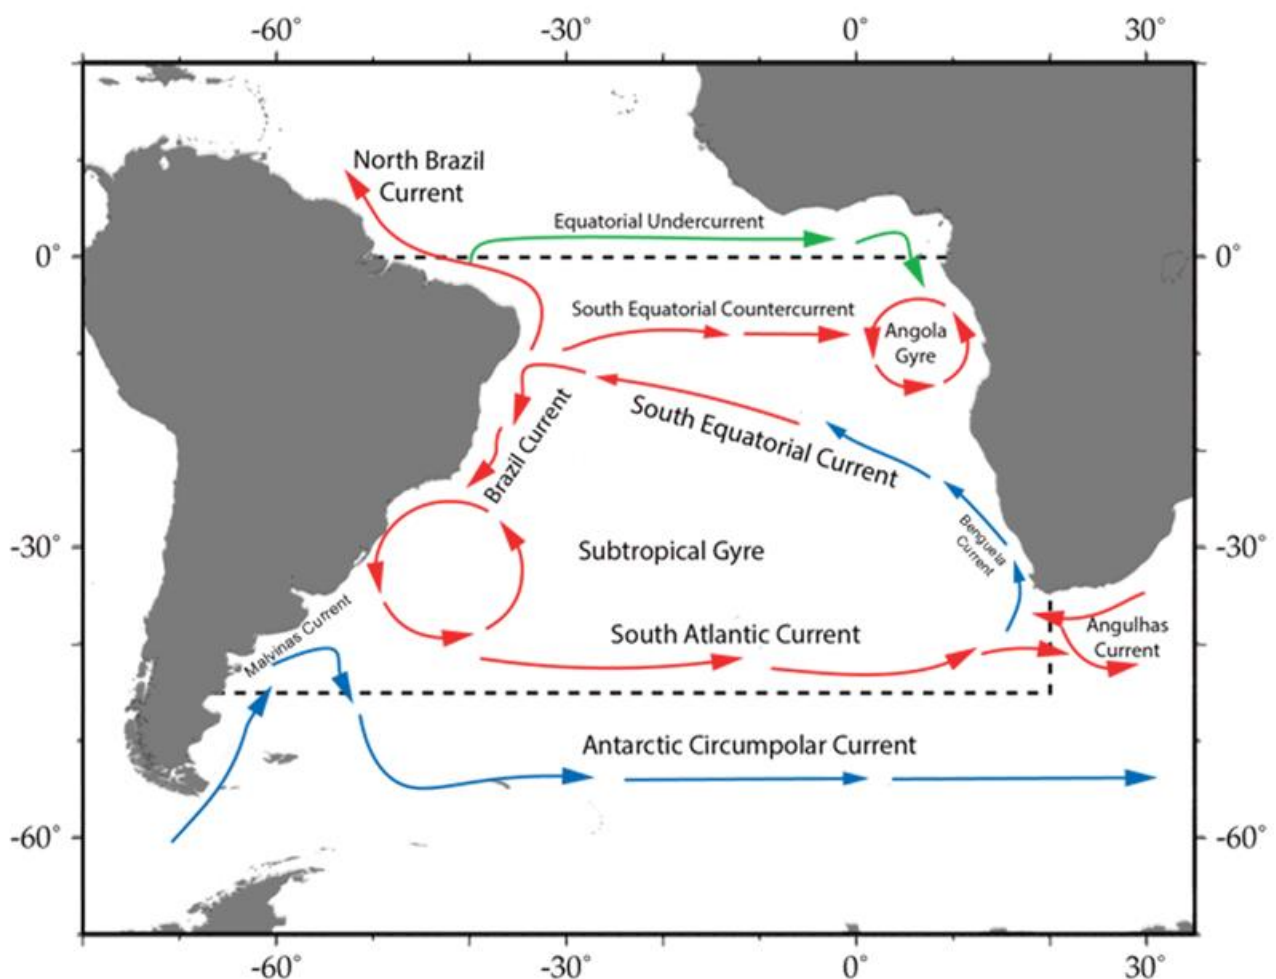 -60°
-30°
0°
30°
North Brazil
Current
Equatorial Undercurrent
0°
0°
South Equatorial Countercurrent
Angola
Gyre
South Equatorial Current
Brazil Current
Benguela
Current
-30°
Subtropical Gyre
-30°
Malvinas Current
South Atlantic Current
Angulhas
Current
Antarctic Circumpolar Current
-60°
-60°
-60°
-30°
0°
30°